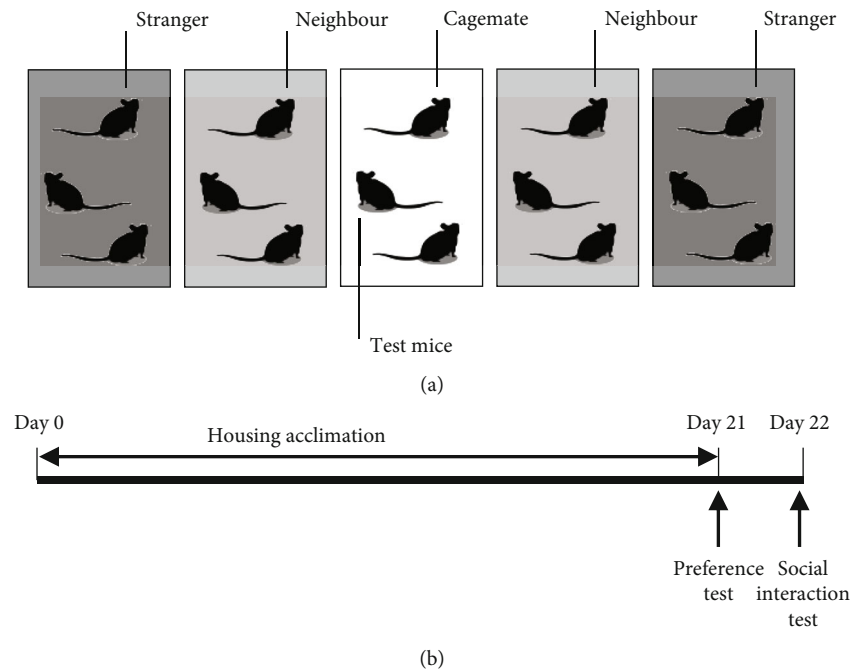 Stranger Neighbour Cagemate Neighbour Stranger
Test mice
(a)
Day 0 Day 21 Day 22
Housing acclimation
Preference test
Social interaction test
(b)